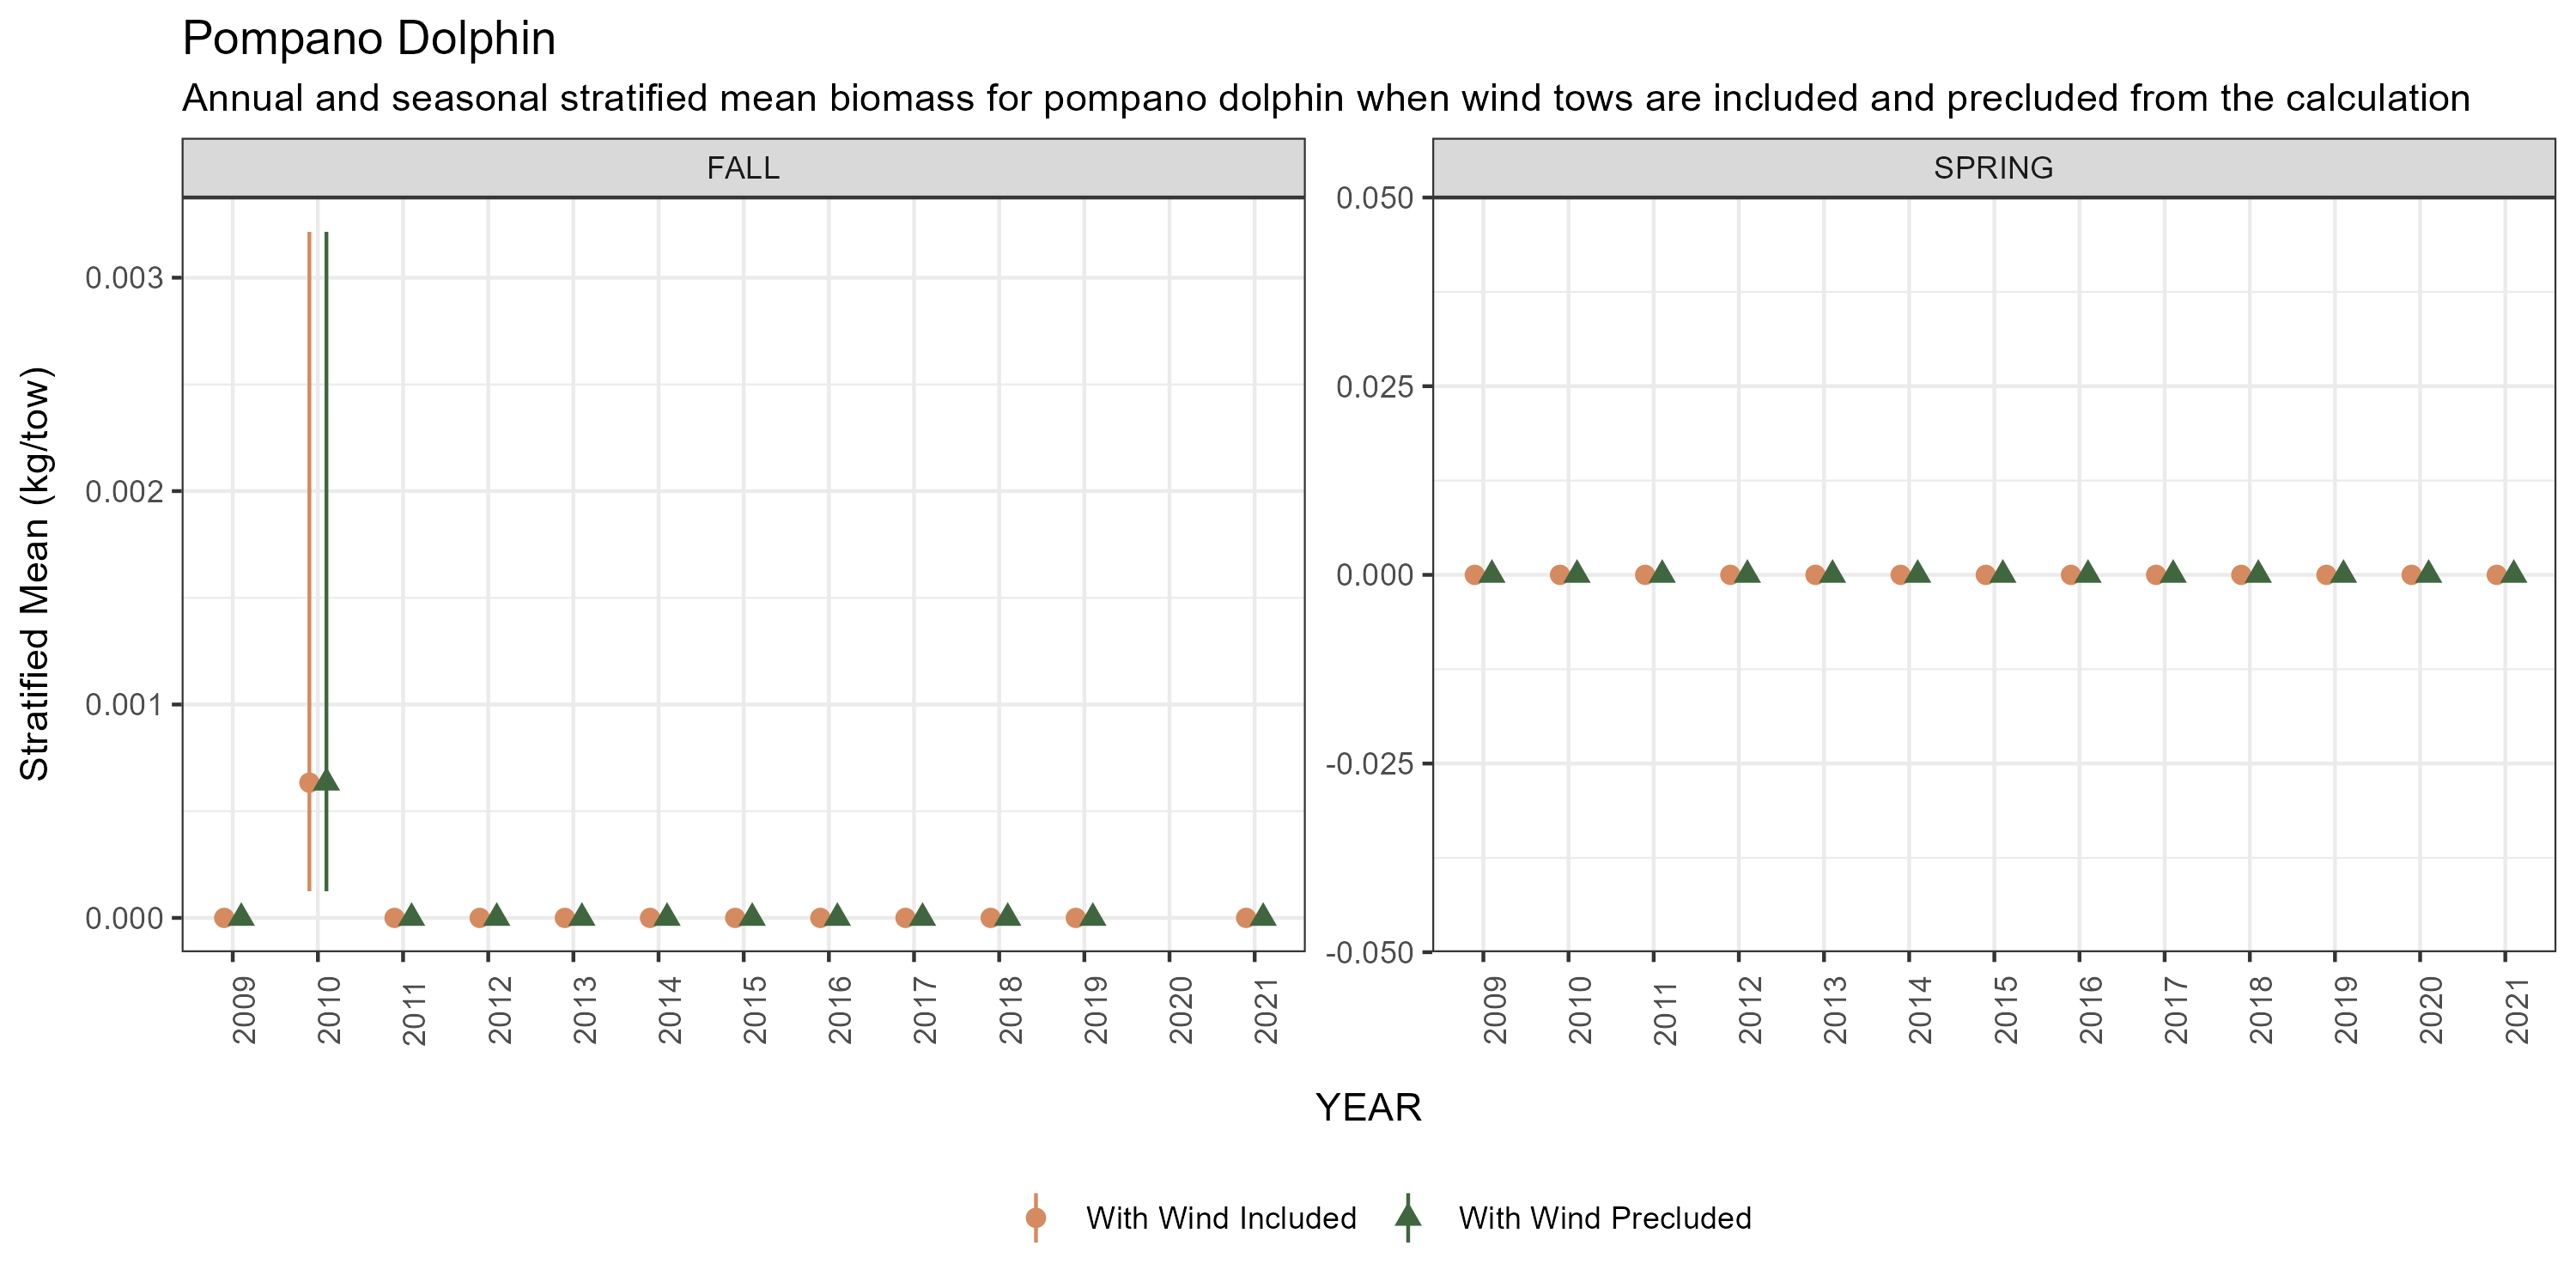 Pompano Dolphin
Annual and seasonal stratified mean biomass for pompano dolphin when wind tows are included and precluded from the calculation
FALL
SPRING
Stratified Mean (kg/tow)
0.003
0.002
0.001
0.000
0.050
0.025
0.000
-0.025
-0.050
2009 2010 2011 2012 2013 2014 2015 2016 2017 2018 2019 2020 2021
2009 2010 2011 2012 2013 2014 2015 2016 2017 2018 2019 2020 2021
YEAR
With Wind Included
With Wind Precluded